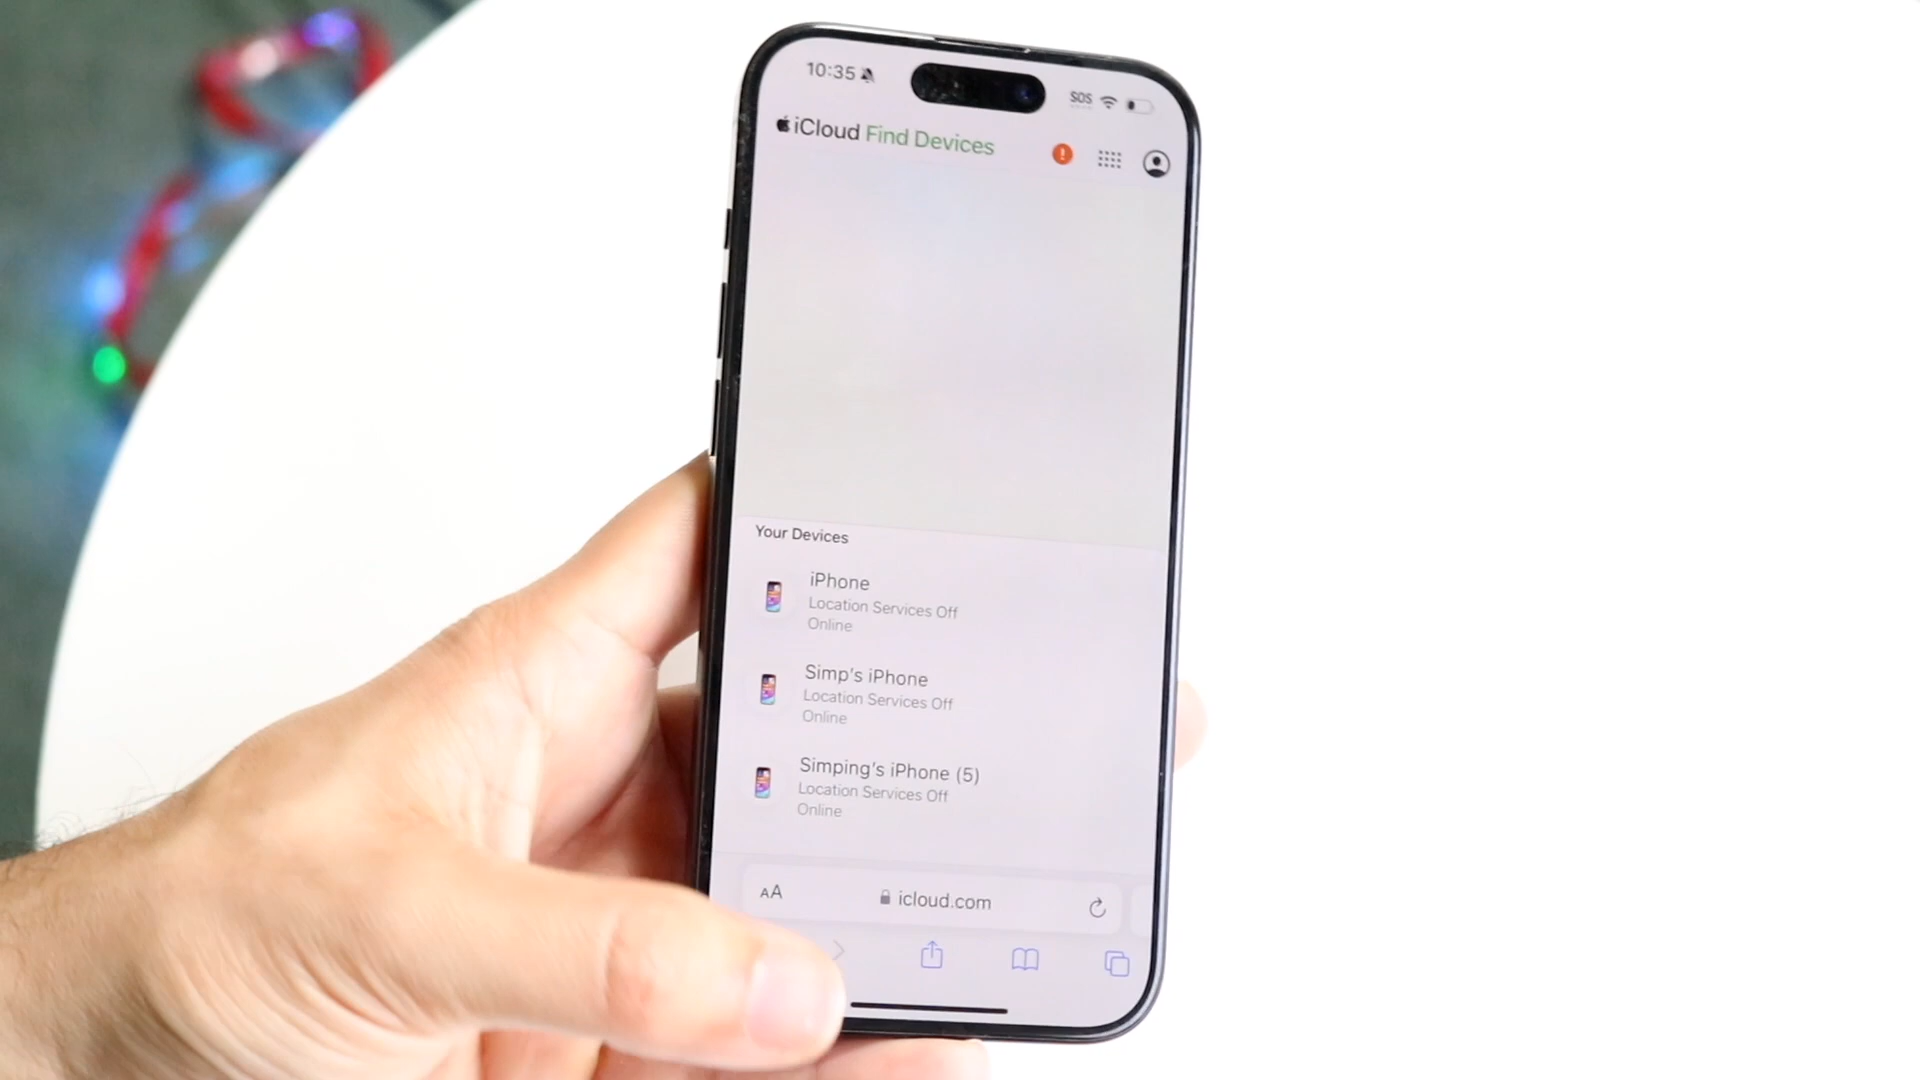 10:35
SOS
iCloud Find Devices
Your Devices
iPhone
Location Services Off
Online
Simp's iPhone
Location Services Off
Online
Simping's iPhone (5)
Location Services Off
Online
AA
icloud.com